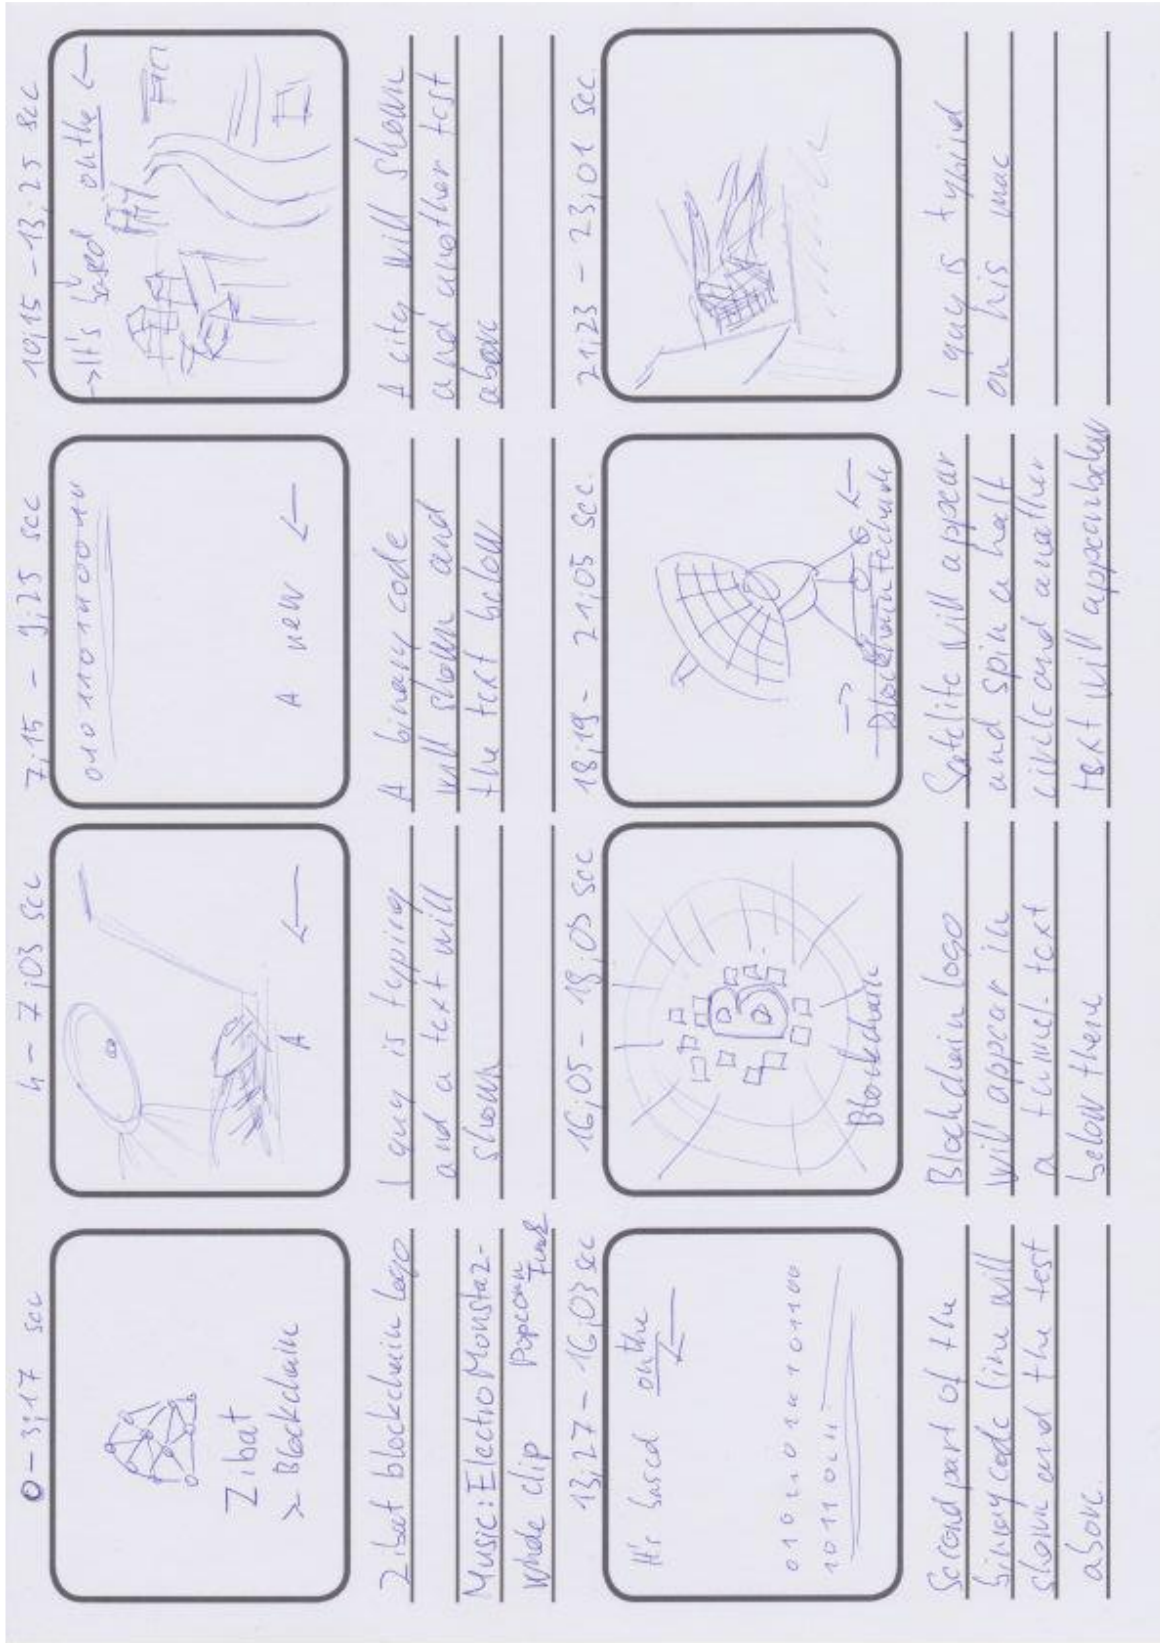 0 – 3;17 sec
Zibat
> Blockchain
Zibat blockchain logo
Music: ElectroMonstaz-
Whole clip Popcorn Funk
4 – 7;03 sec
A ←
1 guy is typing
and a text will
shown
7;15 – 9;25 sec
A new ←
A binary code
will shown and
the text below
10;15 – 13;25 sec
→ It's based on the ←
A city will shown
and another text
above
13;27 – 16;03 sec
It's based on the
←
Second part of the
binary code line will
shown and the text
above.
16;05 – 18;03 sec
B
Blockchain
Blockchain logo
will appear in
a tunnel. text
below there
18;19 – 21;05 sec.
→ ←
Satelite will appear
and spin a half
circle and another
text will appear below
21;23 – 23;01 sec
1 guy is typind
on his mac